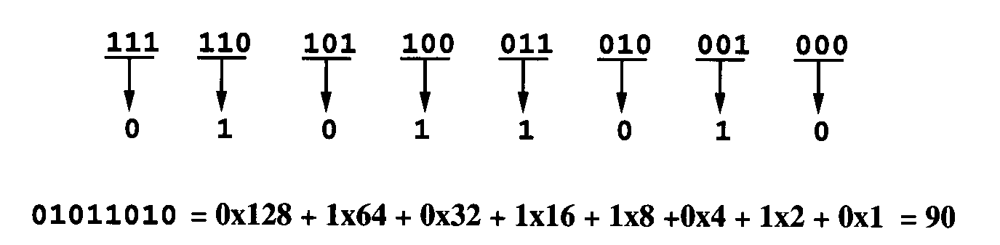 111 110 101 100 011 010 001 000
0 1 0 1 1 0 1 0
01011010 = 0x128 + 1x64 + 0x32 + 1x16 + 1x8 +0x4 + 1x2 + 0x1 = 90